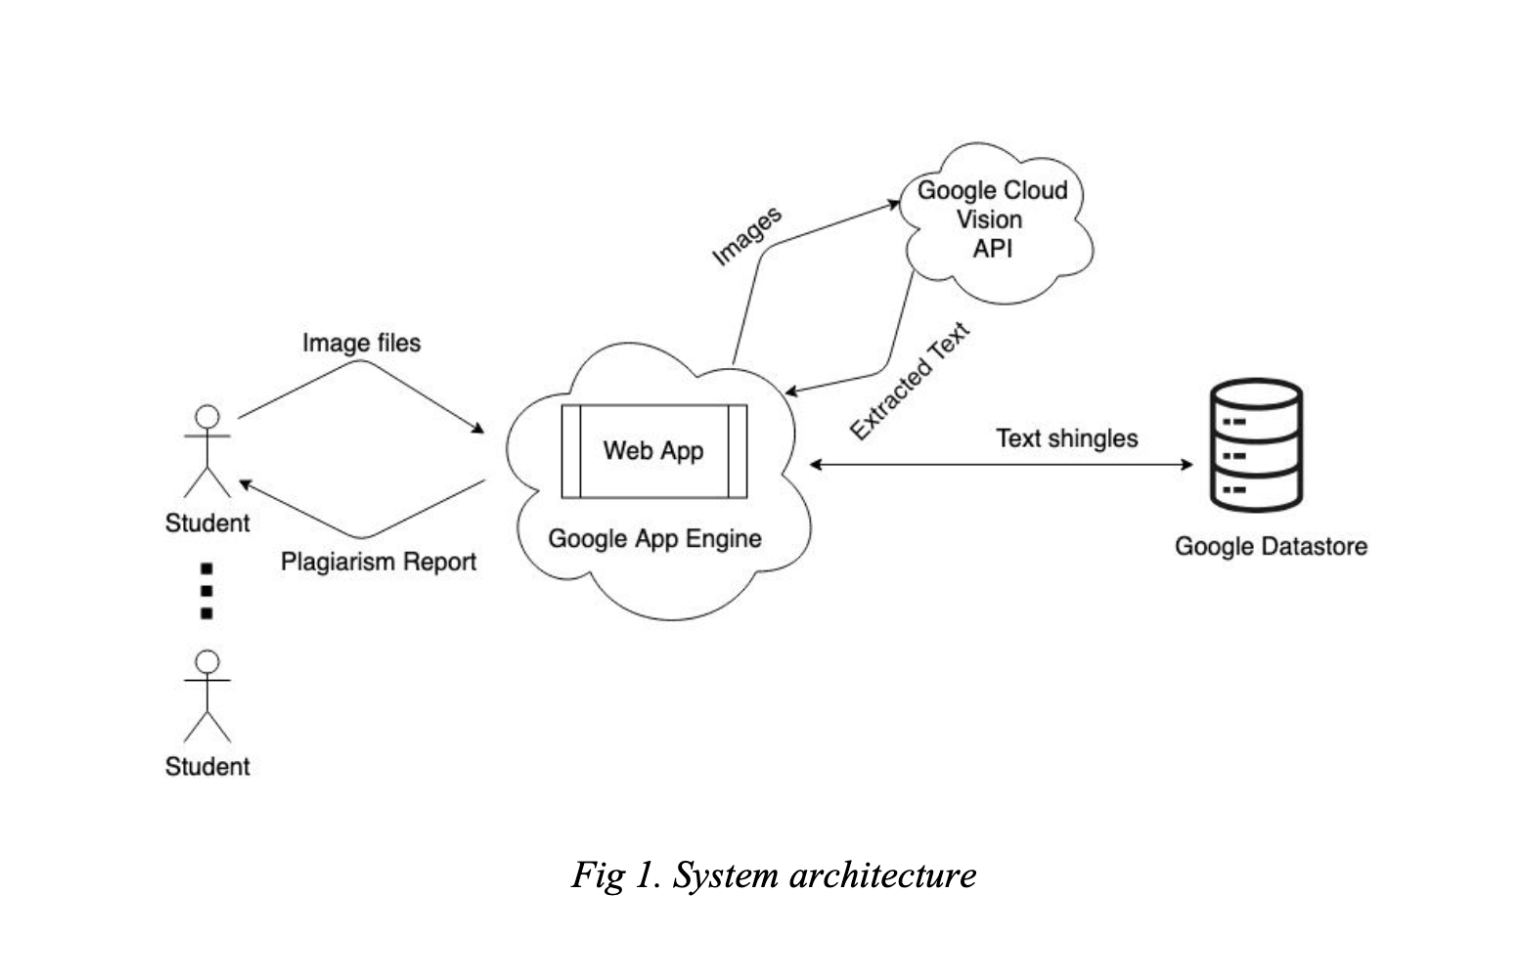 Google Cloud
Vision
API
Images
Extracted Text
Image files
Web App
Google App Engine
Text shingles
Google Datastore
Student
Plagiarism Report
Student
Fig 1. System architecture